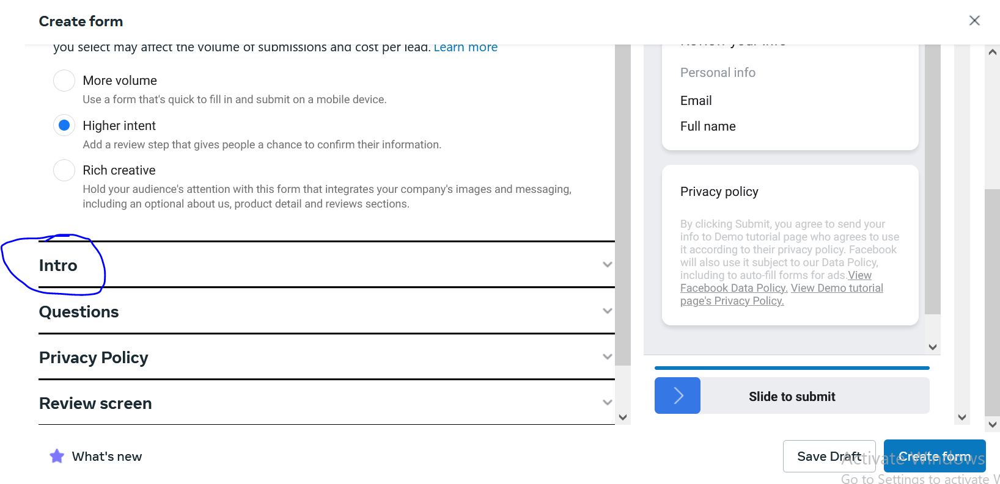 Create form
you select may affect the volume of submissions and cost per lead. Learn more
More volume
Use a form that's quick to fill in and submit on a mobile device.
Higher intent
Add a review step that gives people a chance to confirm their information.
Rich creative
Hold your audience's attention with this form that integrates your company's images and messaging,
including an optional about us, product detail and reviews sections.
Intro
Questions
Privacy Policy
Review screen
What's new
Review your info
Personal info
Email
Full name
Privacy policy
By clicking Submit, you agree to send your
info to Demo tutorial page who agrees to use
it according to their privacy policy. Facebook
will also use it subject to our Data Policy,
including to auto-fill forms for ads.View
Facebook Data Policy. View Demo tutorial
page's Privacy Policy.
Slide to submit
Save Draft
Create form
Activate Windows
Go to Settings to activate W